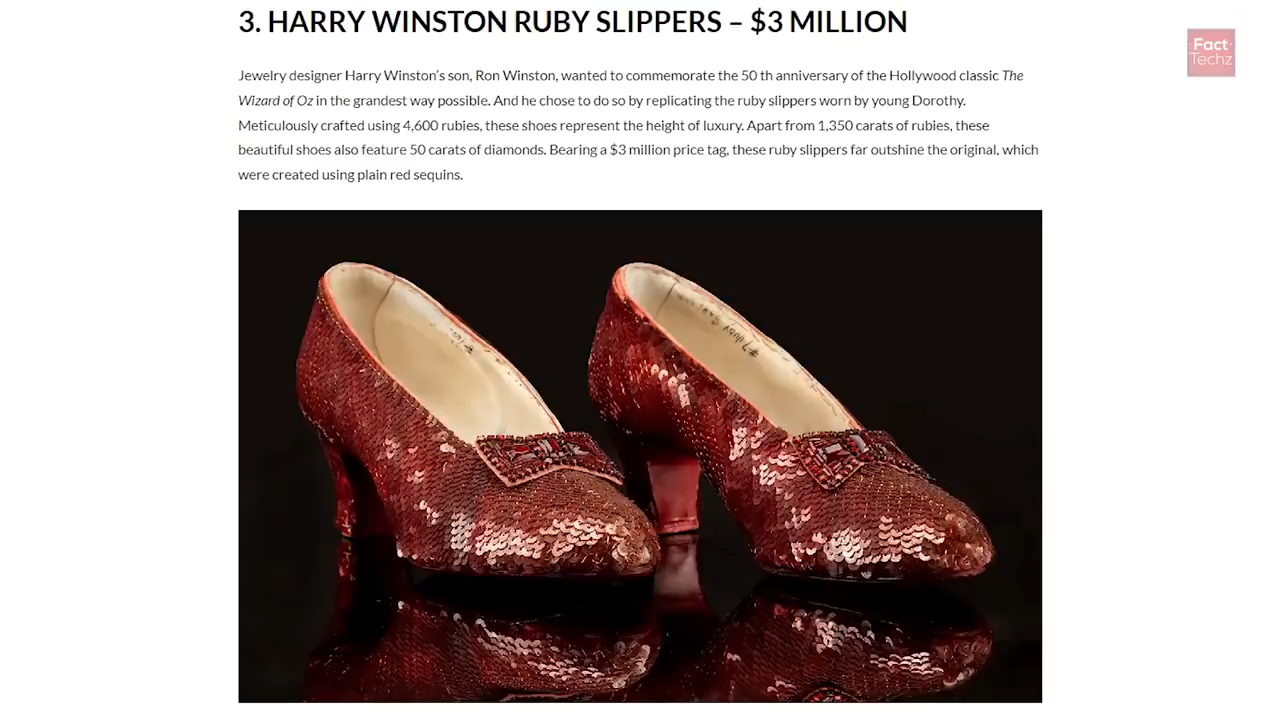 3. HARRY WINSTON RUBY SLIPPERS – $3 MILLION
Fact
Techz
Jewelry designer Harry Winston’s son, Ron Winston, wanted to commemorate the 50 th anniversary of the Hollywood classic The
Wizard of Oz in the grandest way possible. And he chose to do so by replicating the ruby slippers worn by young Dorothy.
Meticulously crafted using 4,600 rubies, these shoes represent the height of luxury. Apart from 1,350 carats of rubies, these
beautiful shoes also feature 50 carats of diamonds. Bearing a $3 million price tag, these ruby slippers far outshine the original, which
were created using plain red sequins.